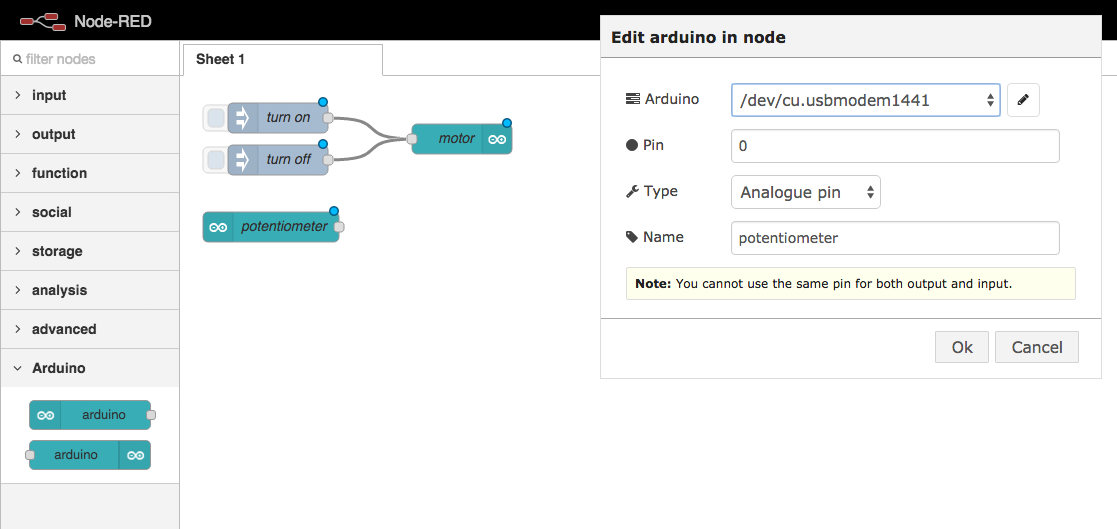 Node-RED
filter nodes
input
output
function
social
storage
analysis
advanced
Arduino
arduino
arduino
Sheet 1
turn on
turn off
motor
potentiometer
Edit arduino in node
Arduino /dev/cu.usbmodem1441
Pin 0
Type Analogue pin
Name potentiometer
Note: You cannot use the same pin for both output and input.
Ok Cancel